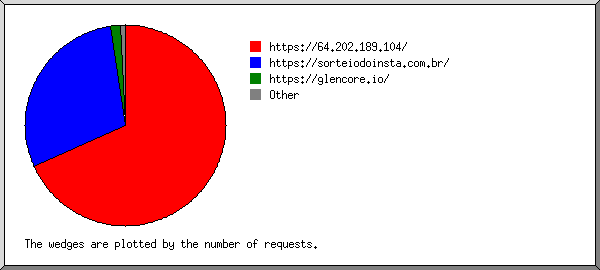 https://64.202.189.104/
https://sorteiodoinsta.com.br/
https://glencore.io/
Other
The wedges are plotted by the number of requests.